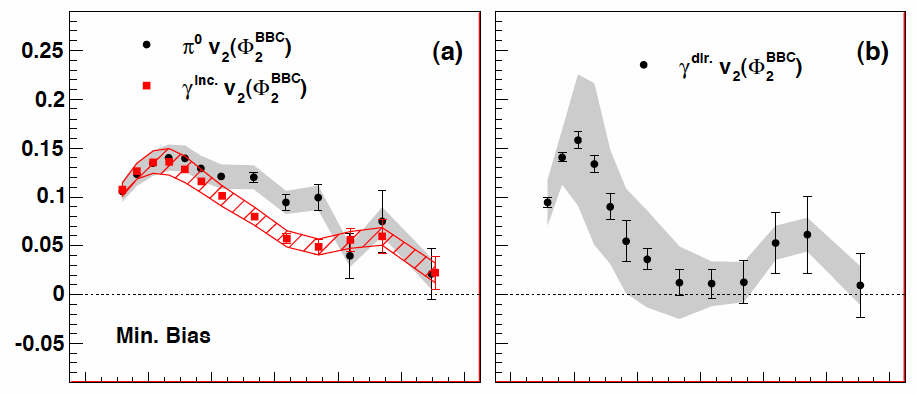 0.25
0.2
0.15
0.1
0.05
0
-0.05
π⁰ v₂(Φ₂ᴮᴮᶜ)
γⁱⁿᶜ· v₂(Φ₂ᴮᴮᶜ)
(a)
Min. Bias
γᵈⁱʳ· v₂(Φ₂ᴮᴮᶜ)
(b)